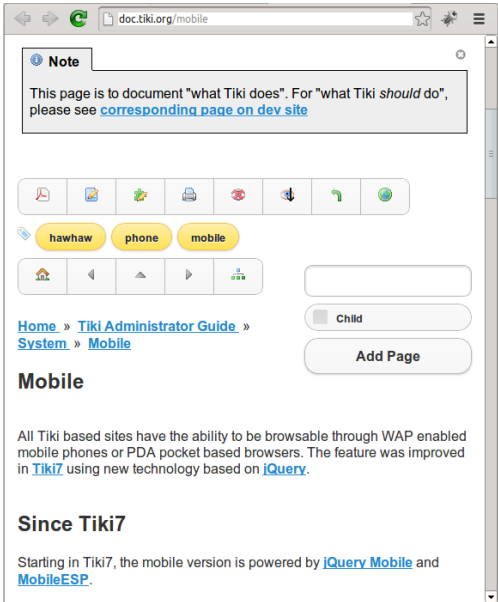 doc.tiki.org/mobile
Note
This page is to document "what Tiki does". For "what Tiki should do",
please see corresponding page on dev site
hawhaw phone mobile
Home » Tiki Administrator Guide »
System » Mobile
Child
Add Page
Mobile
All Tiki based sites have the ability to be browsable through WAP enabled
mobile phones or PDA pocket based browsers. The feature was improved
in Tiki7 using new technology based on jQuery.
Since Tiki7
Starting in Tiki7, the mobile version is powered by jQuery Mobile and
MobileESP.